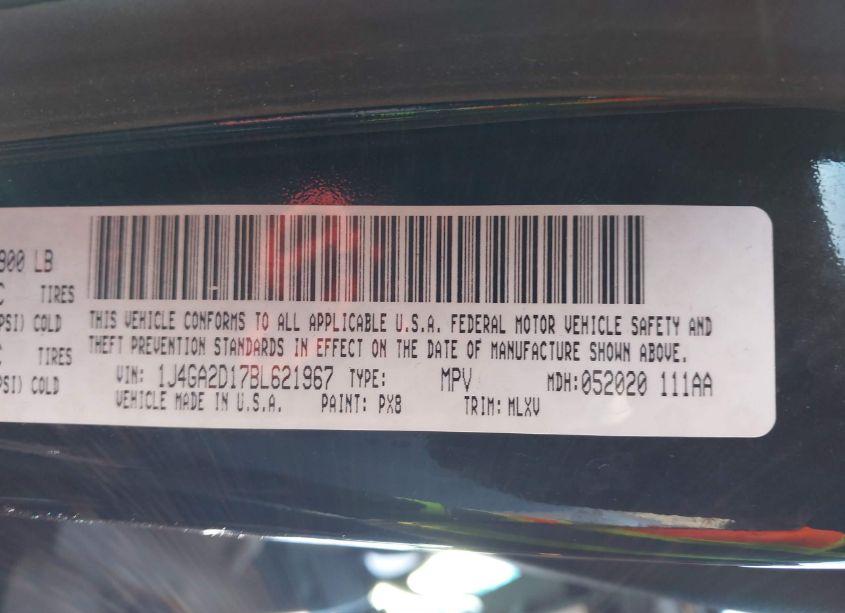 LB
TIRES
PSI) COLD
TIRES
PSI) COLD
THIS VEHICLE CONFORMS TO ALL APPLICABLE U.S.A. FEDERAL MOTOR VEHICLE SAFETY AND
THEFT PREVENTION STANDARDS IN EFFECT ON THE DATE OF MANUFACTURE SHOWN ABOVE.
VIN: 1J4GA2D17BL621967 TYPE: MPV MDH:052020 111AA
VEHICLE MADE IN U.S.A. PAINT: PX8 TRIM: MLXV